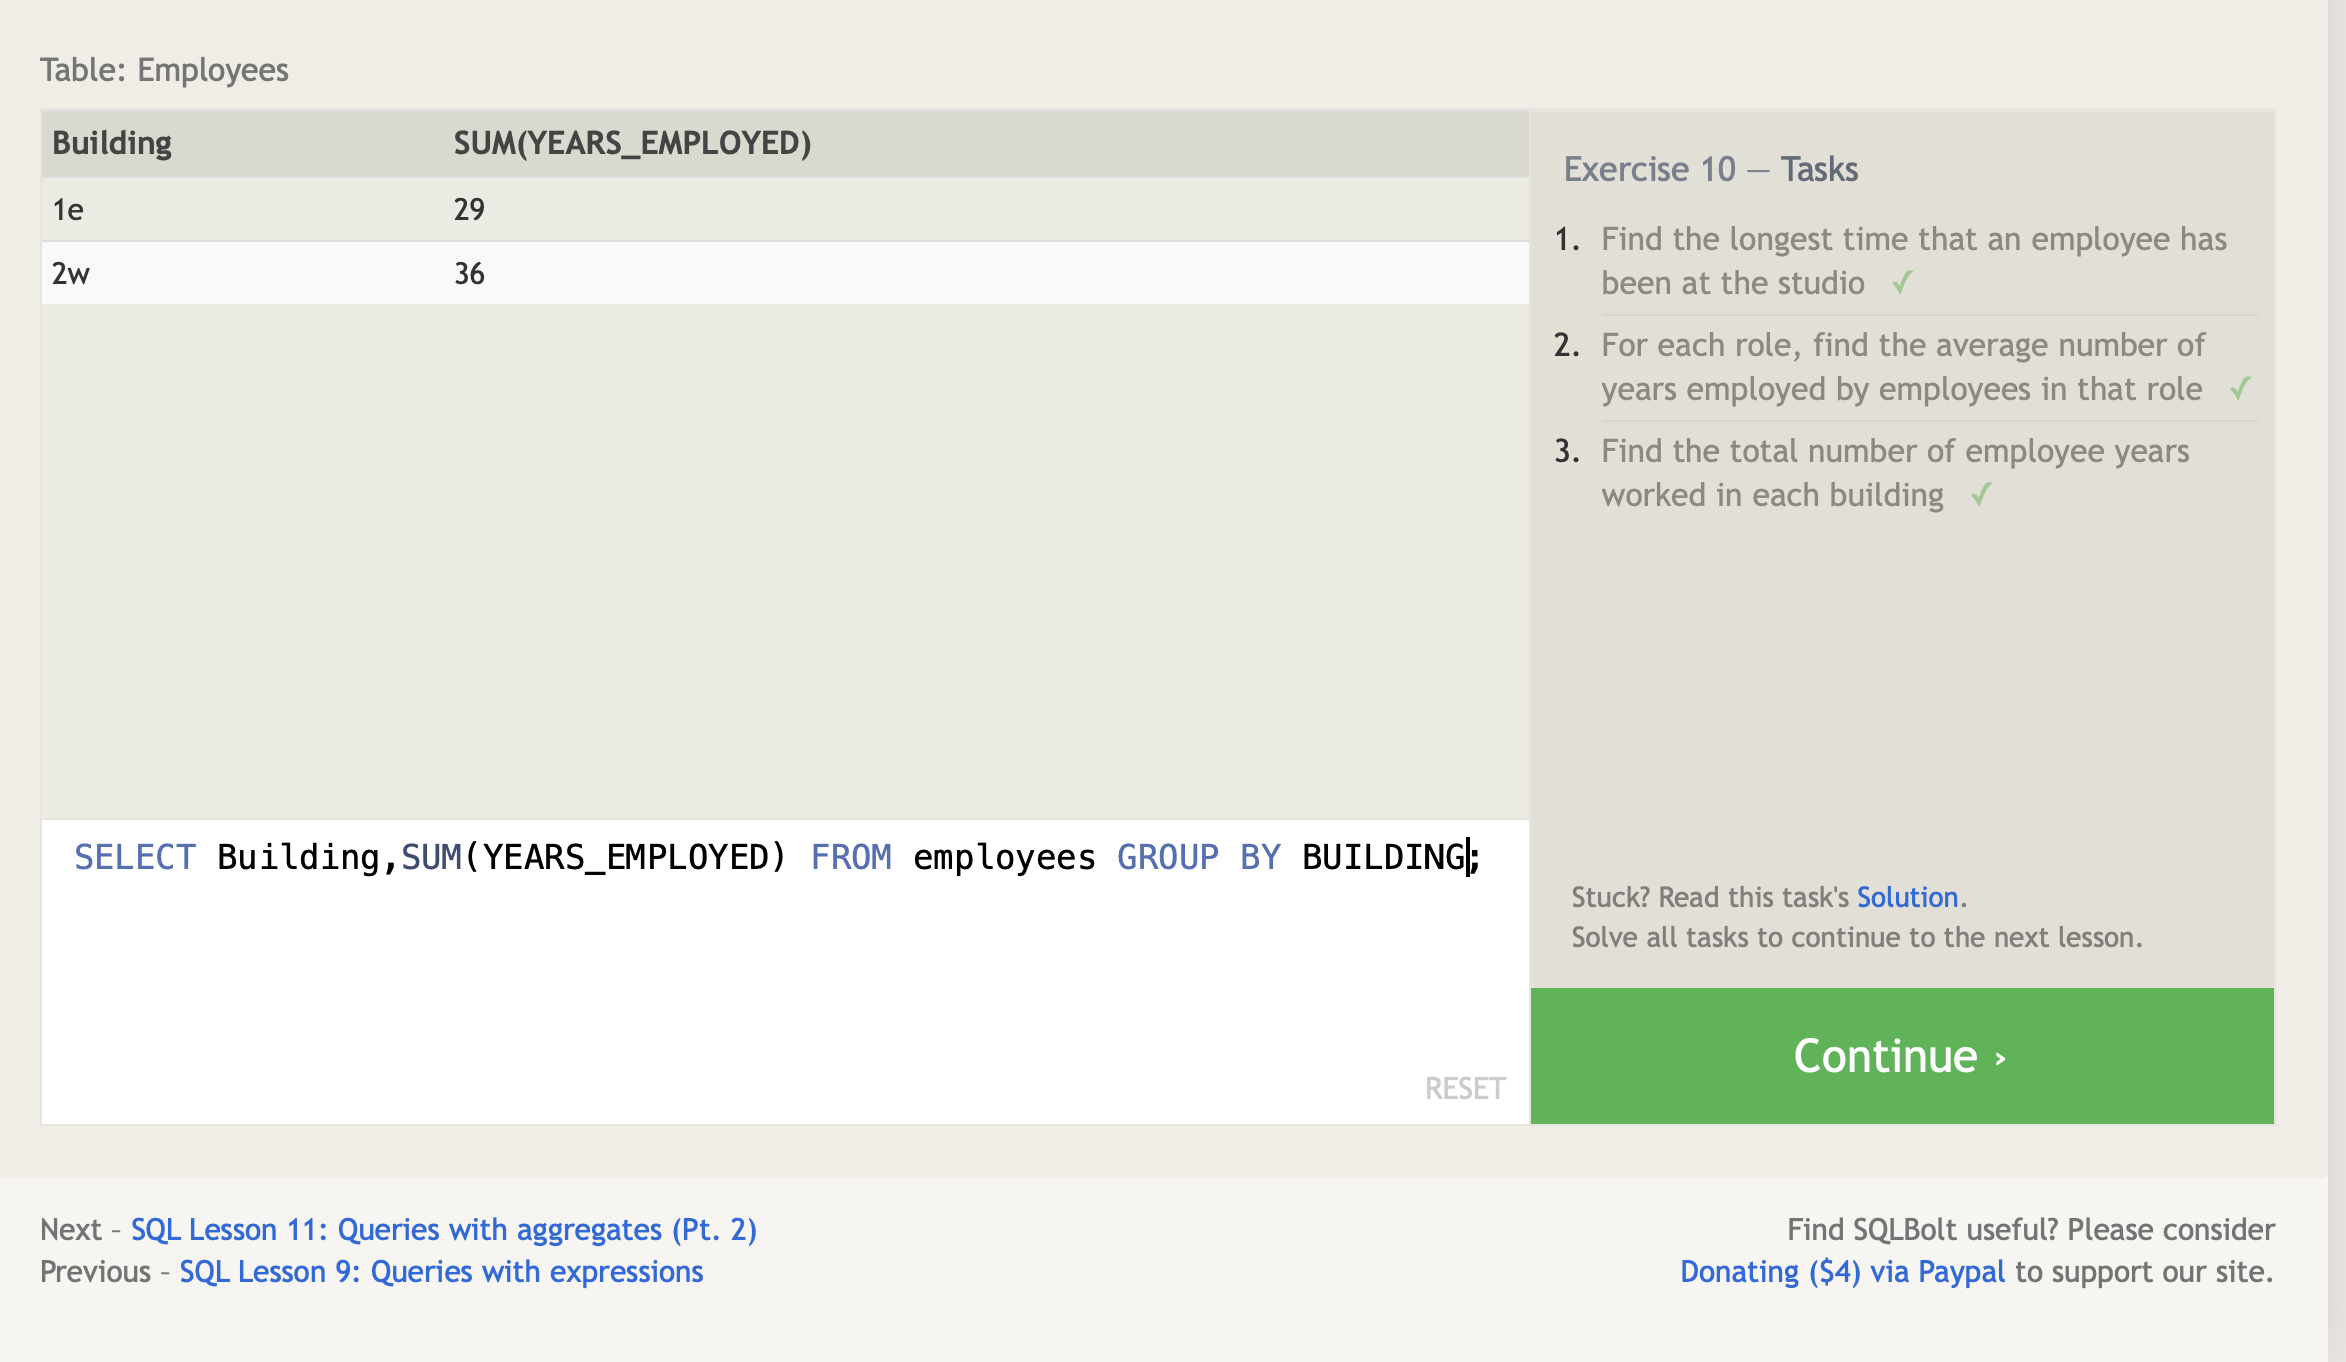 Table: Employees
Building SUM(YEARS_EMPLOYED)
1e 29
2w 36
SELECT Building,SUM(YEARS_EMPLOYED) FROM employees GROUP BY BUILDING;
RESET
Exercise 10 — Tasks
1. Find the longest time that an employee has
been at the studio ✓
2. For each role, find the average number of
years employed by employees in that role ✓
3. Find the total number of employee years
worked in each building ✓
Stuck? Read this task's Solution.
Solve all tasks to continue to the next lesson.
Continue ›
Next – SQL Lesson 11: Queries with aggregates (Pt. 2)
Previous – SQL Lesson 9: Queries with expressions
Find SQLBolt useful? Please consider
Donating ($4) via Paypal to support our site.